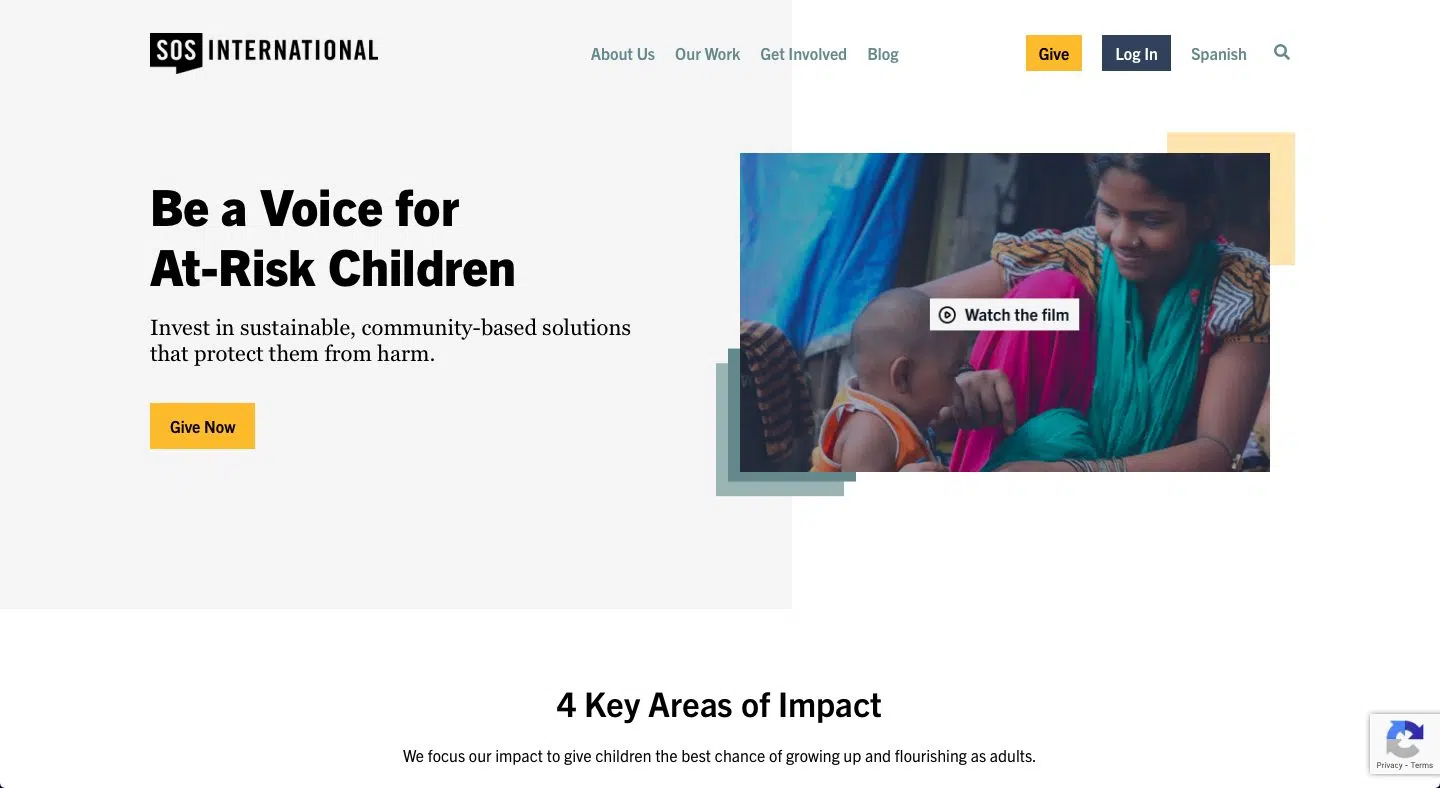 SOS INTERNATIONAL
About Us
Our Work
Get Involved
Blog
Give
Log In
Spanish
Be a Voice for
At-Risk Children
Invest in sustainable, community-based solutions
that protect them from harm.
Give Now
Watch the film
4 Key Areas of Impact
We focus our impact to give children the best chance of growing up and flourishing as adults.
Privacy - Terms